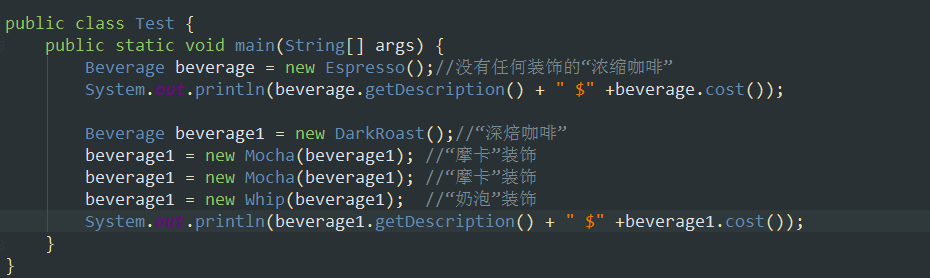 public class Test {
public static void main(String[] args) {
Beverage beverage = new Espresso();//没有任何装饰的“浓缩咖啡”
System.out.println(beverage.getDescription() + " $" +beverage.cost());
Beverage beverage1 = new DarkRoast();//“深焙咖啡”
beverage1 = new Mocha(beverage1); //“摩卡”装饰
beverage1 = new Mocha(beverage1); //“摩卡”装饰
beverage1 = new Whip(beverage1);  //“奶泡”装饰
System.out.println(beverage1.getDescription() + " $" +beverage1.cost());
}
}